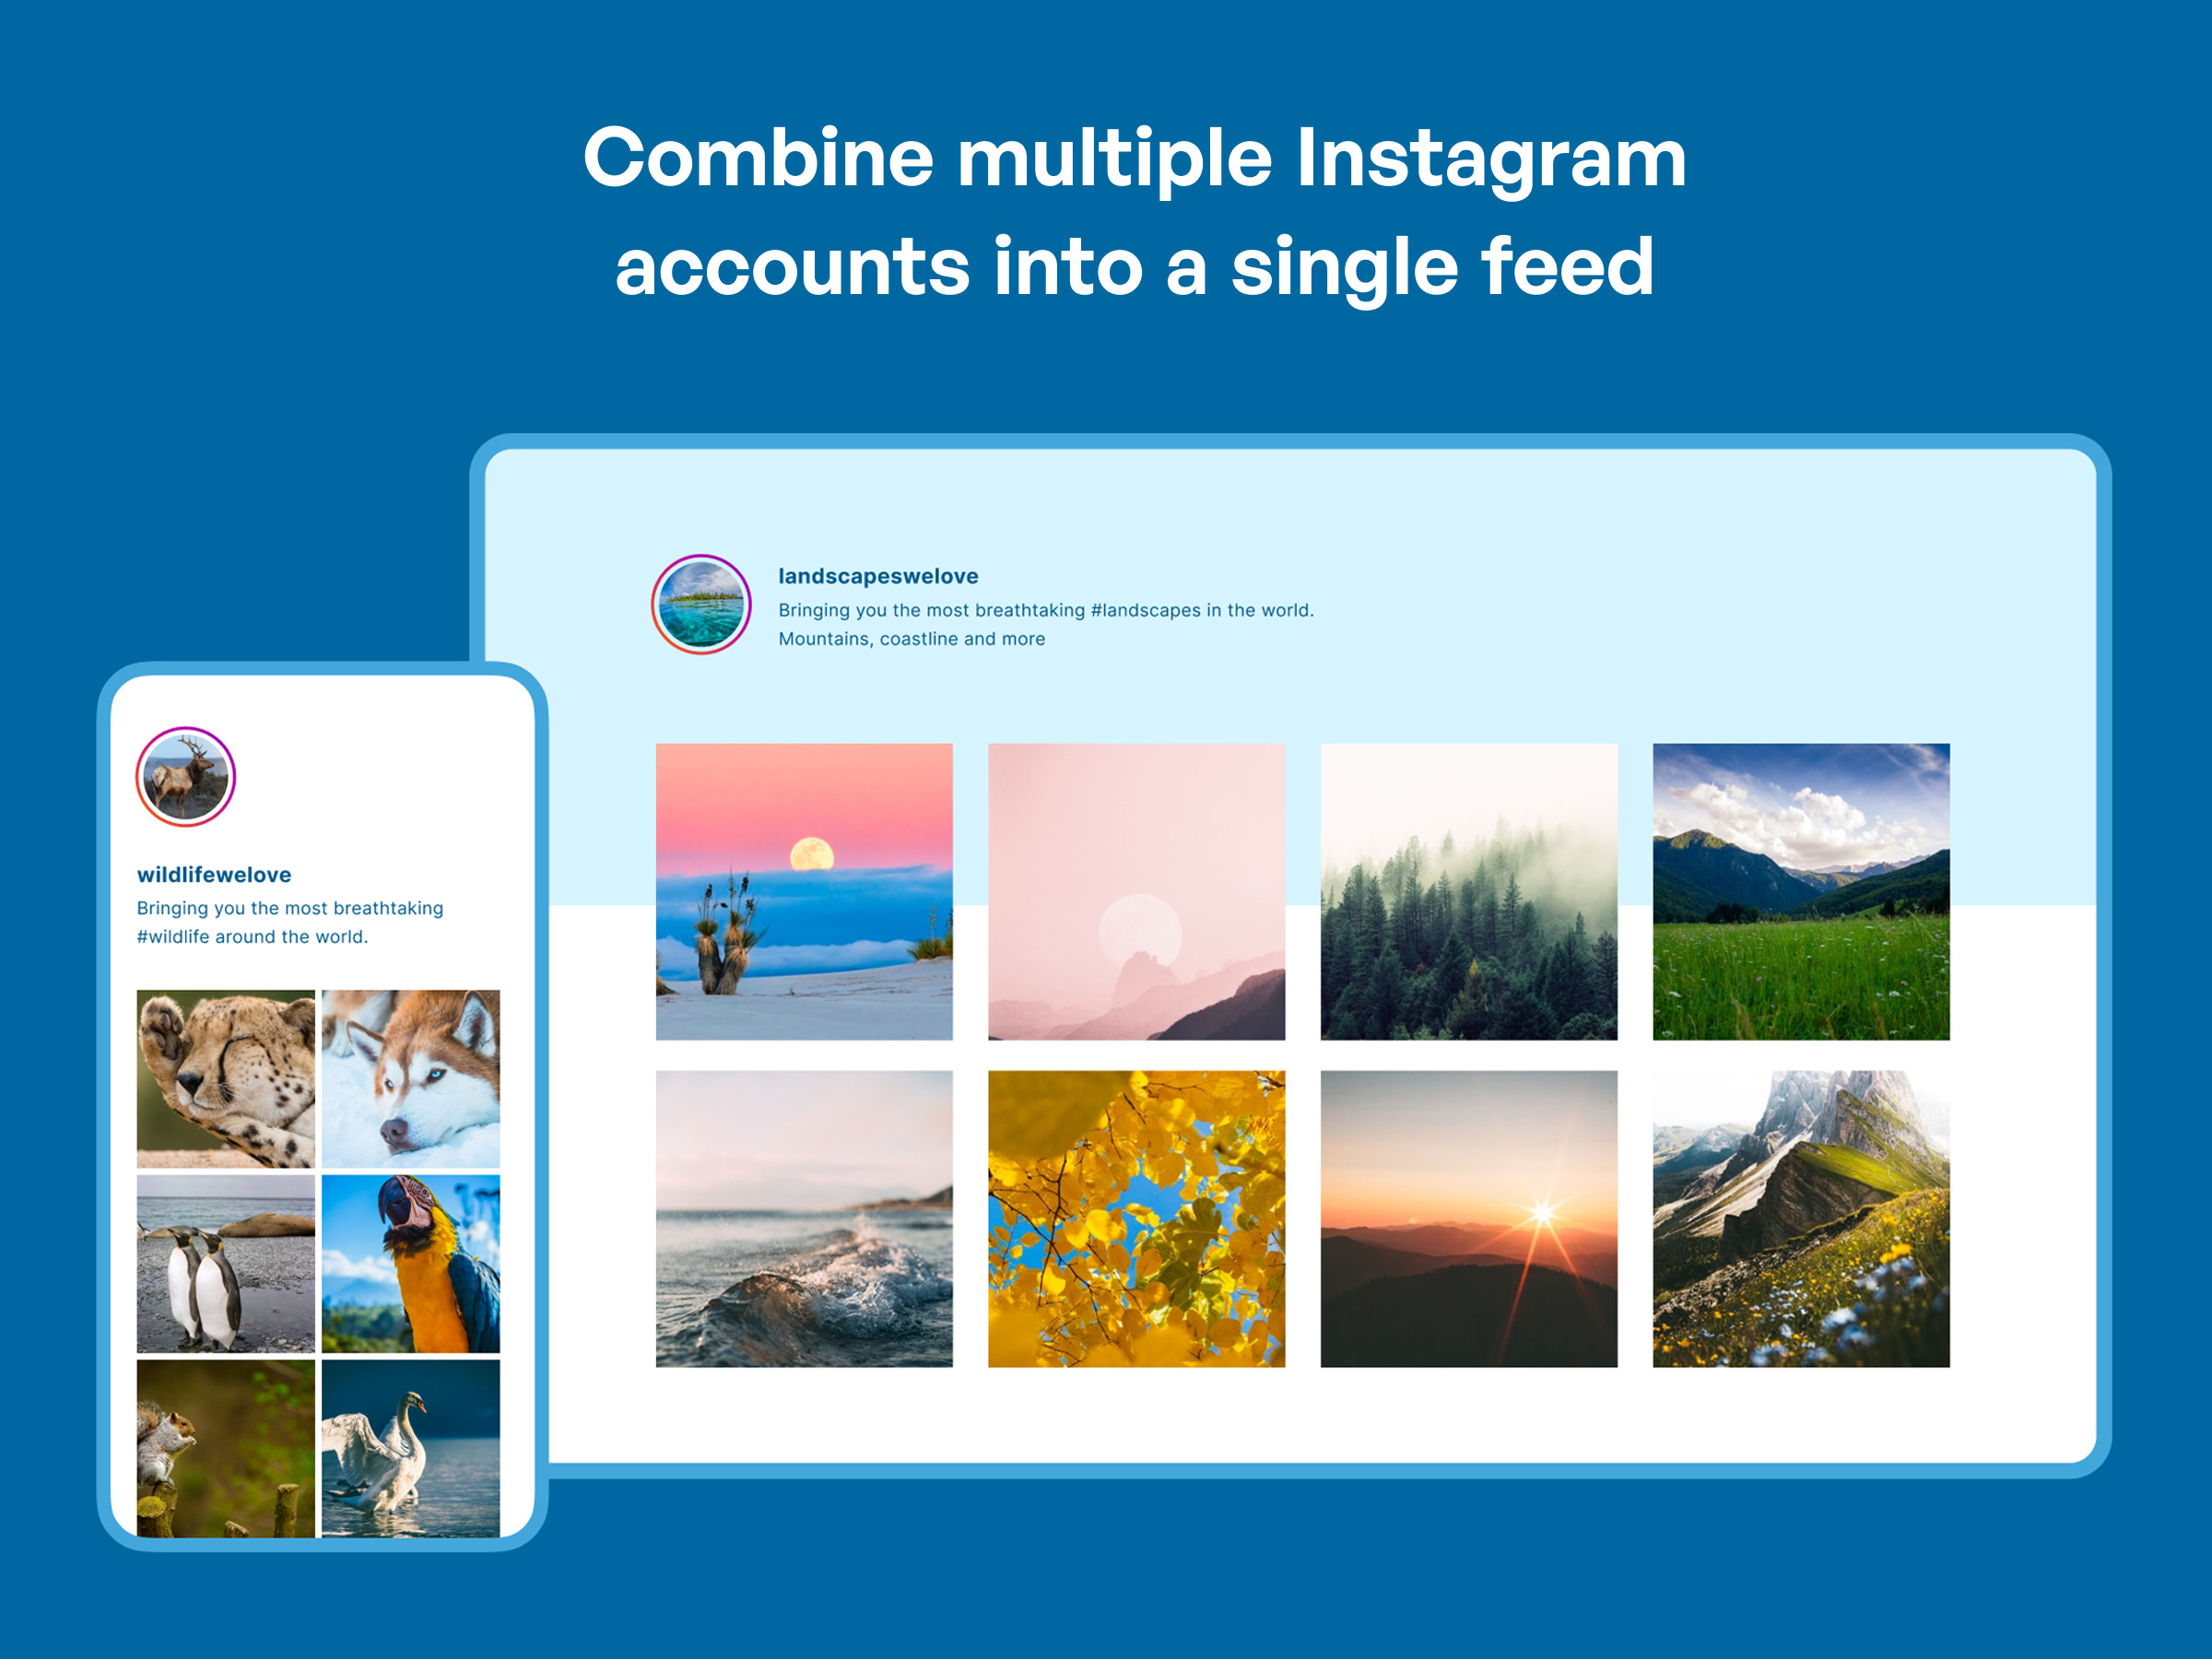 Combine multiple Instagram
accounts into a single feed
landscapeswelove
Bringing you the most breathtaking #landscapes in the world.
Mountains, coastline and more
wildlifewelove
Bringing you the most breathtaking
#wildlife around the world.